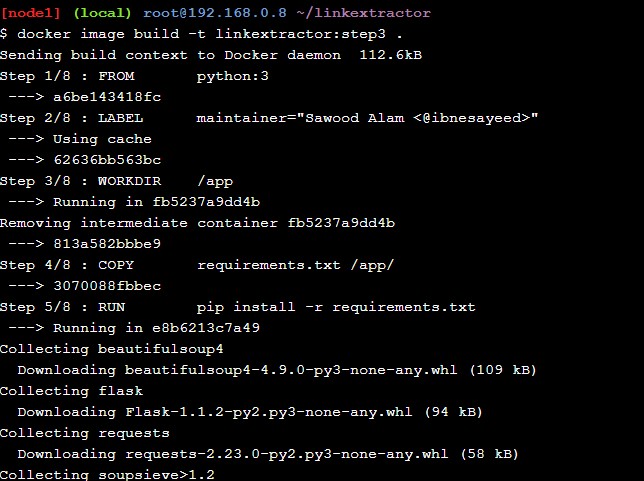 [node1] (local) root@192.168.0.8 ~/linkextractor
$ docker image build -t linkextractor:step3 .
Sending build context to Docker daemon  112.6kB
Step 1/8 : FROM       python:3
 ---> a6be143418fc
Step 2/8 : LABEL      maintainer="Sawood Alam <@ibnesayeed>"
 ---> Using cache
 ---> 62636bb563bc
Step 3/8 : WORKDIR    /app
 ---> Running in fb5237a9dd4b
Removing intermediate container fb5237a9dd4b
 ---> 813a582bbbe9
Step 4/8 : COPY       requirements.txt /app/
 ---> 3070088fbbec
Step 5/8 : RUN        pip install -r requirements.txt
 ---> Running in e8b6213c7a49
Collecting beautifulsoup4
  Downloading beautifulsoup4-4.9.0-py3-none-any.whl (109 kB)
Collecting flask
  Downloading Flask-1.1.2-py2.py3-none-any.whl (94 kB)
Collecting requests
  Downloading requests-2.23.0-py2.py3-none-any.whl (58 kB)
Collecting soupsieve>1.2